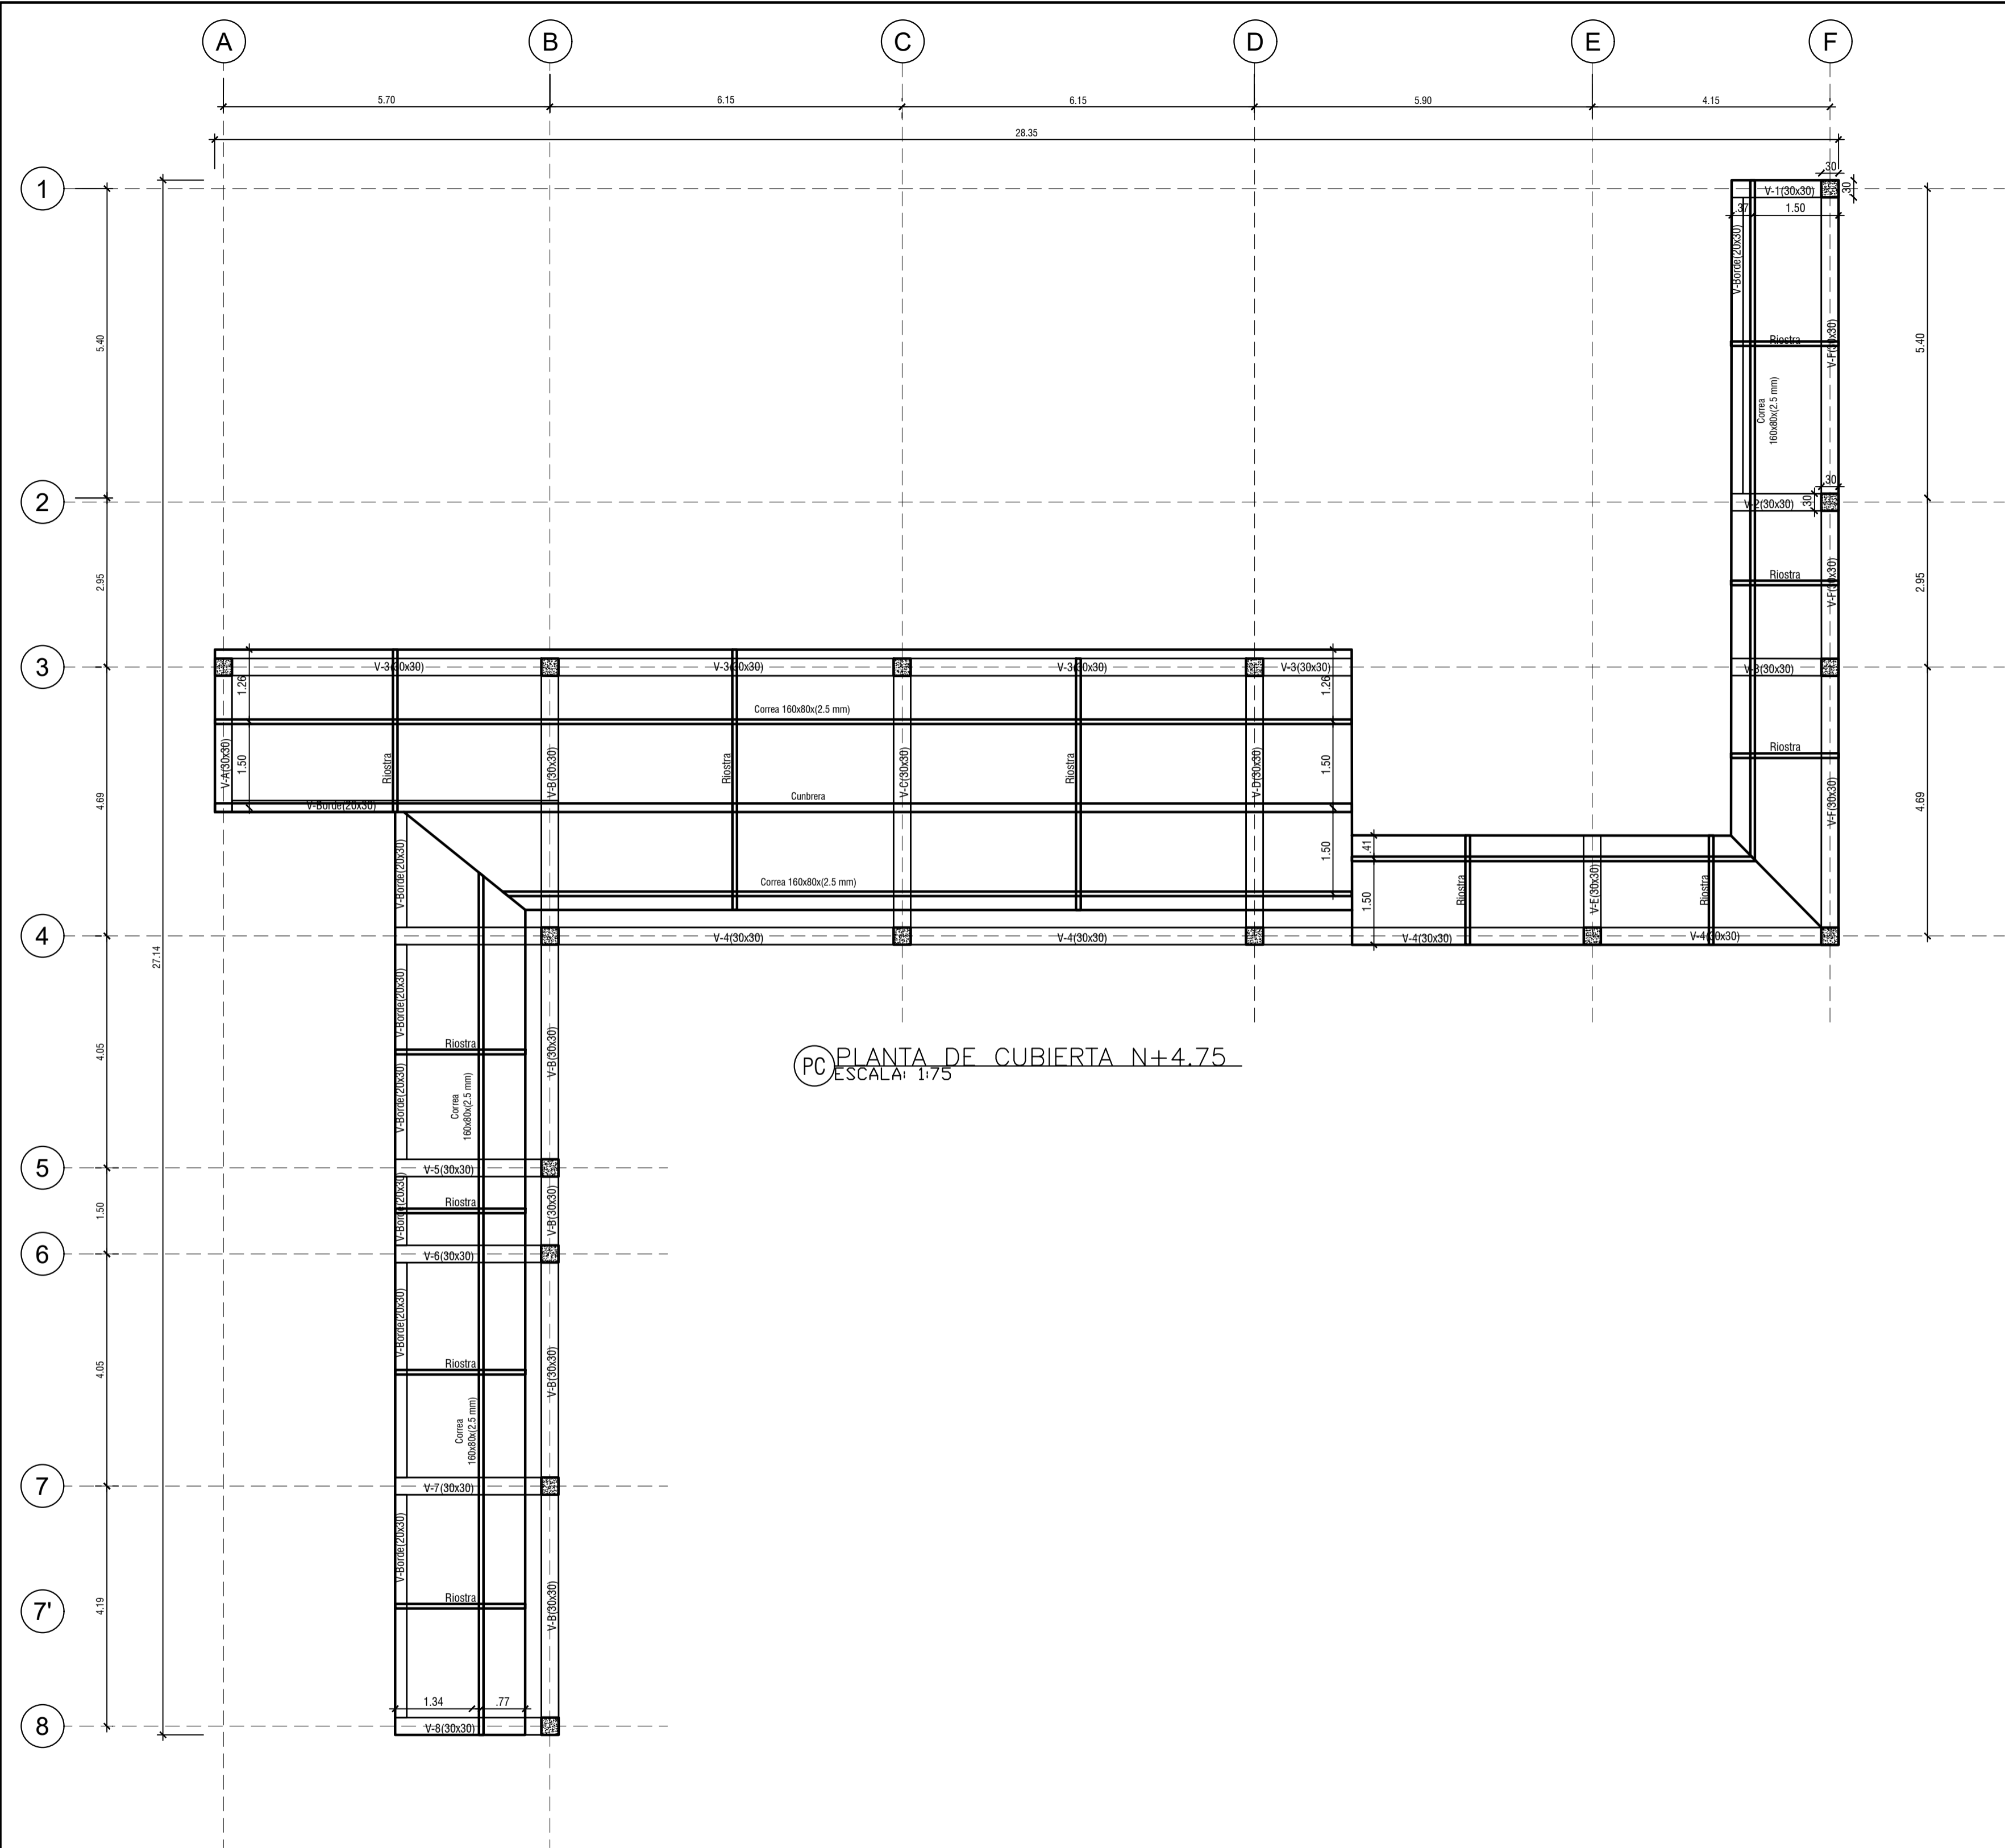 A
B
C
D
E
F
5.70
6.15
6.15
5.90
4.15
28.35
1
2
3
4
5
6
7
7'
8
5.40
2.95
4.69
4.05
1.50
4.05
4.19
27.14
.30
.30
V-1(30x30)
.37
1.50
V-Borde(20x30)
Riostra
V-F(30x30)
Correa
160x80x(2.5 mm)
5.40
.30
.30
V-2(30x30)
Riostra
V-F(30x30)
2.95
V-3(30x30)
V-3(30x30)
V-3(30x30)
V-3(30x30)
V-3(30x30)
1.26
1.26
Correa 160x80x(2.5 mm)
V-A(30x30)
1.50
Riostra
V-B(30x30)
Riostra
V-C(30x30)
Riostra
V-D(30x30)
1.50
Riostra
V-F(30x30)
4.69
V-Borde(20x30)
Cunbrera
V-Borde(20x30)
1.50
Correa 160x80x(2.5 mm)
.41
1.50
Riostra
V-E(30x30)
Riostra
V-4(30x30)
V-4(30x30)
V-4(30x30)
V-4(30x30)
V-Borde(20x30)
Riostra
V-B(30x30)
V-Borde(20x30)
Correa
160x80x(2.5 mm)
PC
PLANTA DE CUBIERTA N+4.75
ESCALA: 1:75
V-5(30x30)
V-Borde(20x30)
Riostra
V-B(30x30)
V-6(30x30)
V-Borde(20x30)
Riostra
V-B(30x30)
Correa
160x80x(2.5 mm)
V-7(30x30)
V-Borde(20x30)
Riostra
V-B(30x30)
1.34
.77
V-8(30x30)